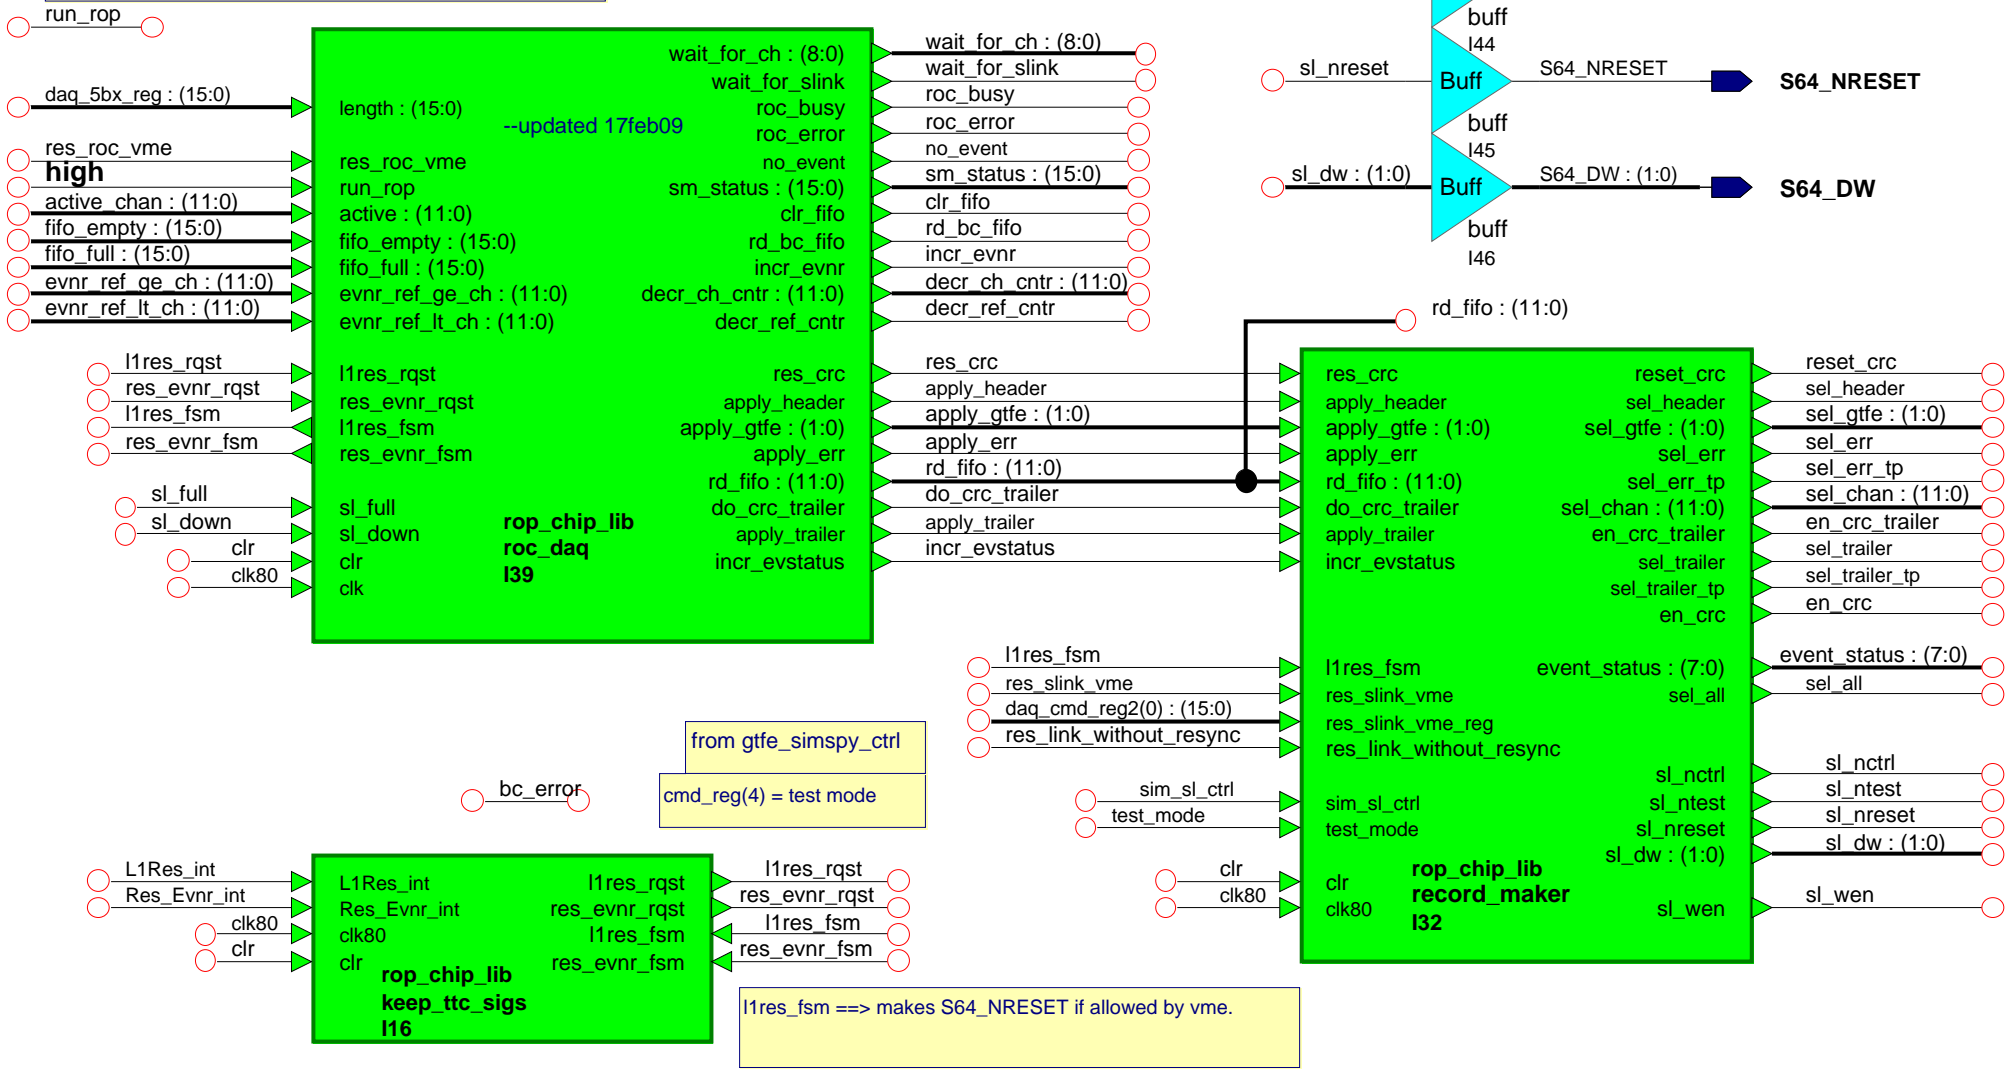 run_rop
daq_5bx_reg : (15:0)
res_roc_vme
high
active_chan : (11:0)
fifo_empty : (15:0)
fifo_full : (15:0)
evnr_ref_ge_ch : (11:0)
evnr_ref_lt_ch : (11:0)
l1res_rqst
res_evnr_rqst
l1res_fsm
res_evnr_fsm
sl_full
sl_down
clr
clk80
length : (15:0)
--updated 17feb09
res_roc_vme
run_rop
active : (11:0)
fifo_empty : (15:0)
fifo_full : (15:0)
evnr_ref_ge_ch : (11:0)
evnr_ref_lt_ch : (11:0)
l1res_rqst
res_evnr_rqst
l1res_fsm
res_evnr_fsm
sl_full
sl_down
clr
clk
rop_chip_lib
roc_daq
I39
wait_for_ch : (8:0)
wait_for_slink
roc_busy
roc_error
no_event
sm_status : (15:0)
clr_fifo
rd_bc_fifo
incr_evnr
decr_ch_cntr : (11:0)
decr_ref_cntr
res_crc
apply_header
apply_gtfe : (1:0)
apply_err
rd_fifo : (11:0)
do_crc_trailer
apply_trailer
incr_evstatus
wait_for_ch : (8:0)
wait_for_slink
roc_busy
roc_error
no_event
sm_status : (15:0)
clr_fifo
rd_bc_fifo
incr_evnr
decr_ch_cntr : (11:0)
decr_ref_cntr
res_crc
apply_header
apply_gtfe : (1:0)
apply_err
rd_fifo : (11:0)
do_crc_trailer
apply_trailer
incr_evstatus
buff
I44
sl_nreset
Buff
S64_NRESET
S64_NRESET
buff
I45
sl_dw : (1:0)
Buff
S64_DW : (1:0)
S64_DW
buff
I46
rd_fifo : (11:0)
res_crc
apply_header
apply_gtfe : (1:0)
apply_err
rd_fifo : (11:0)
do_crc_trailer
apply_trailer
incr_evstatus
reset_crc
sel_header
sel_gtfe : (1:0)
sel_err
sel_err_tp
sel_chan : (11:0)
en_crc_trailer
sel_trailer
sel_trailer_tp
en_crc
reset_crc
sel_header
sel_gtfe : (1:0)
sel_err
sel_err_tp
sel_chan : (11:0)
en_crc_trailer
sel_trailer
sel_trailer_tp
en_crc
l1res_fsm
res_slink_vme
daq_cmd_reg2(0) : (15:0)
res_link_without_resync
sim_sl_ctrl
test_mode
clr
clk80
l1res_fsm
res_slink_vme
res_slink_vme_reg
res_link_without_resync
sim_sl_ctrl
test_mode
clr
clk80
rop_chip_lib
record_maker
I32
event_status : (7:0)
sel_all
sl_nctrl
sl_ntest
sl_nreset
sl_dw : (1:0)
sl_wen
event_status : (7:0)
sel_all
sl_nctrl
sl_ntest
sl_nreset
sl_dw : (1:0)
sl_wen
from gtfe_simspy_ctrl
bc_error
cmd_reg(4) = test mode
L1Res_int
Res_Evnr_int
clk80
clr
L1Res_int
Res_Evnr_int
clk80
clr
rop_chip_lib
keep_ttc_sigs
I16
l1res_rqst
res_evnr_rqst
l1res_fsm
res_evnr_fsm
l1res_rqst
res_evnr_rqst
l1res_fsm
res_evnr_fsm
l1res_fsm ==> makes S64_NRESET if allowed by vme.